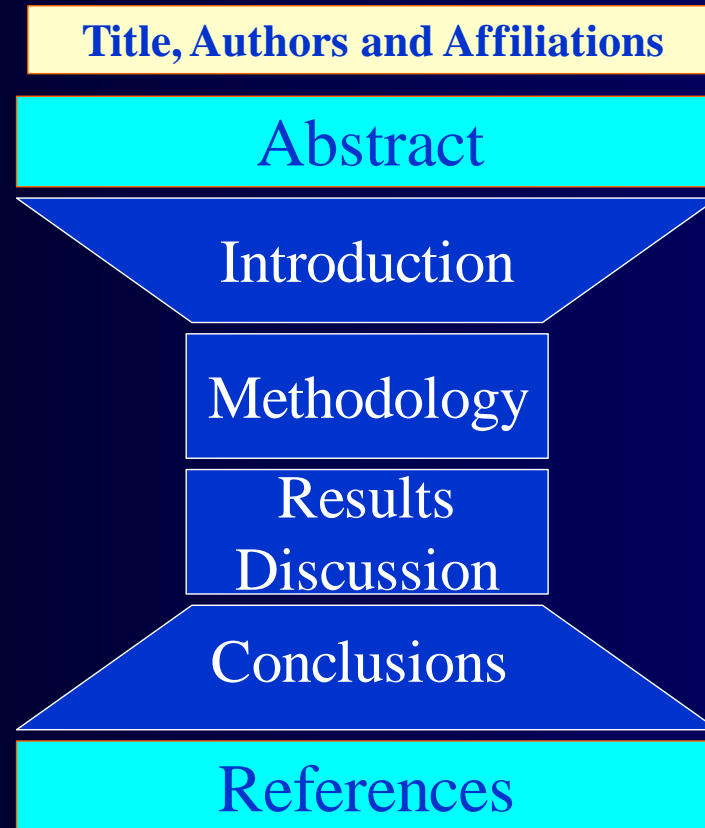 Title, Authors and Affiliations
Abstract
Introduction
Methodology
Results
Discussion
Conclusions
References